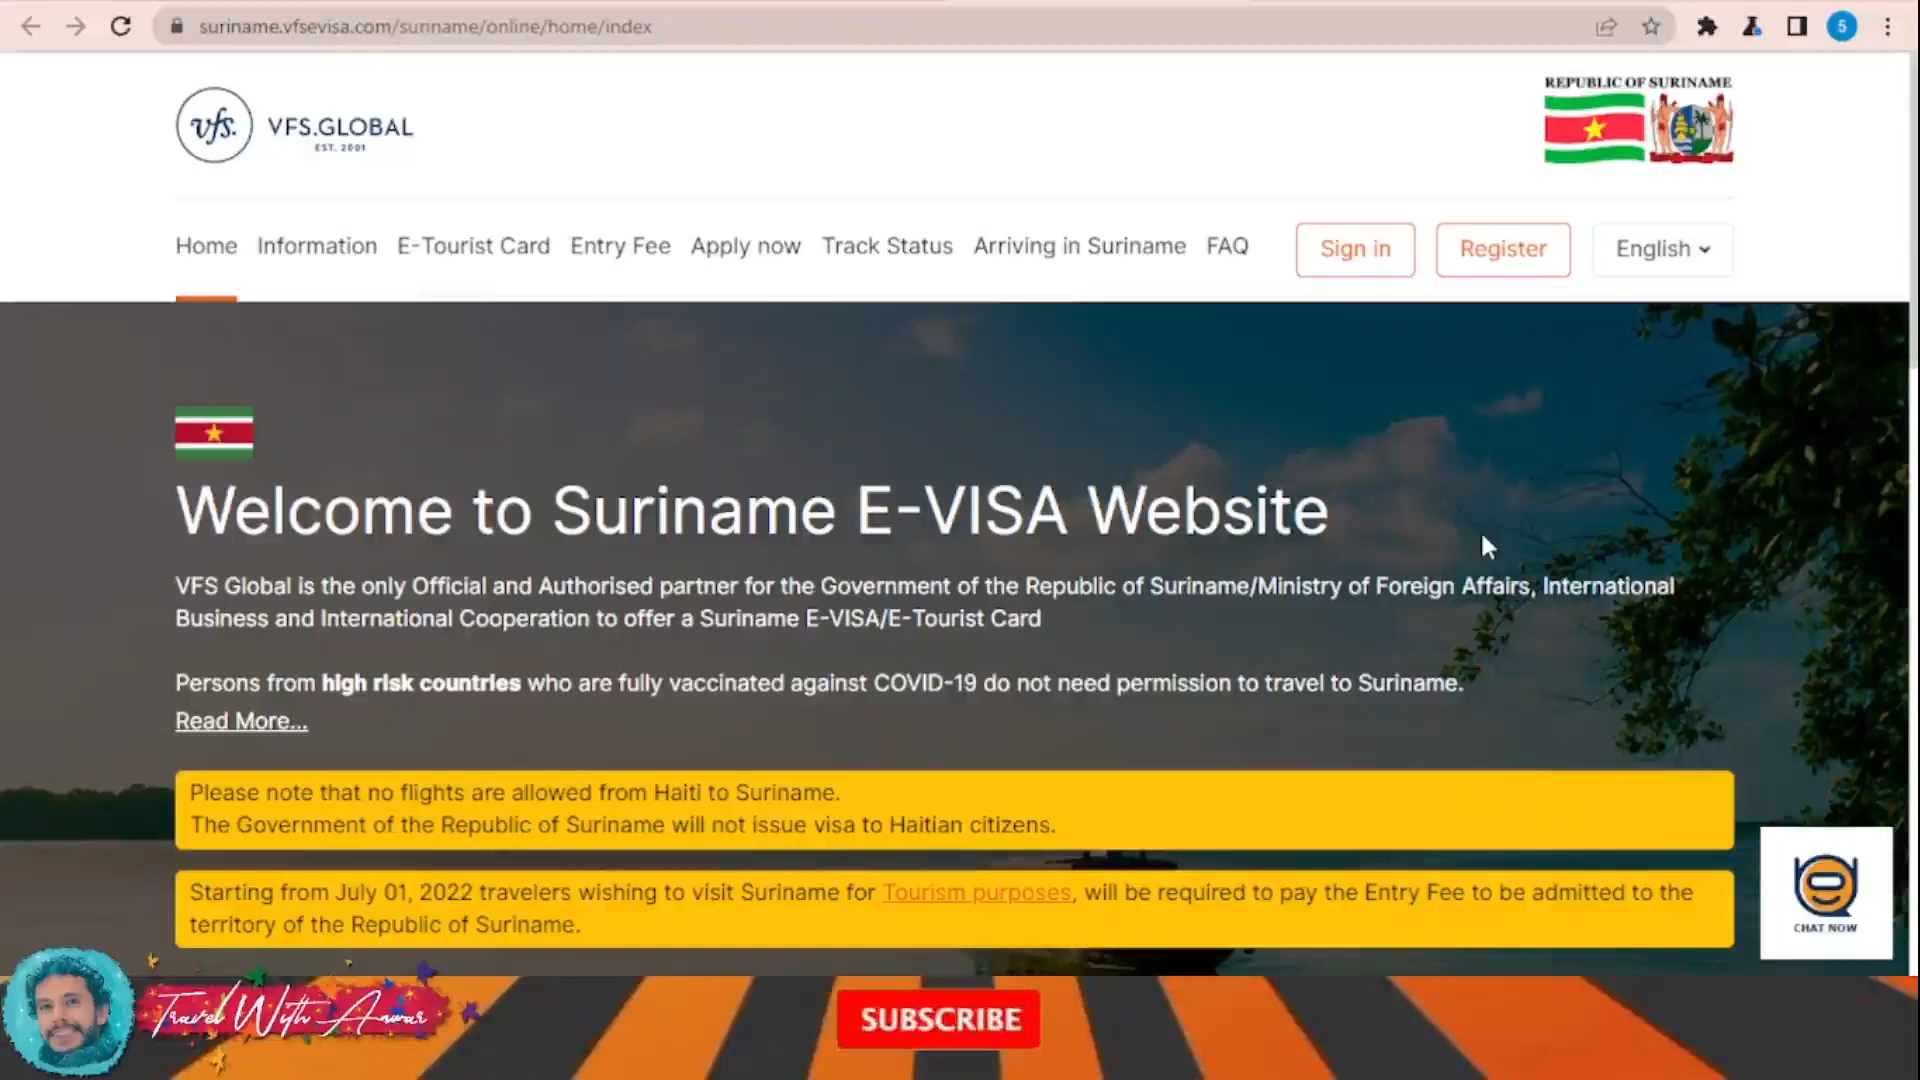 suriname.vfsevisa.com/suriname/online/home/index
5
REPUBLIC OF SURINAME
vfs.
VFS.GLOBAL
EST. 2001
Home Information E-Tourist Card Entry Fee Apply now Track Status Arriving in Suriname FAQ Sign in Register English
Welcome to Suriname E-VISA Website
VFS Global is the only Official and Authorised partner for the Government of the Republic of Suriname/Ministry of Foreign Affairs, International
Business and International Cooperation to offer a Suriname E-VISA/E-Tourist Card
Persons from high risk countries who are fully vaccinated against COVID-19 do not need permission to travel to Suriname.
Read More...
Please note that no flights are allowed from Haiti to Suriname.
The Government of the Republic of Suriname will not issue visa to Haitian citizens.
Starting from July 01, 2022 travelers wishing to visit Suriname for Tourism purposes, will be required to pay the Entry Fee to be admitted to the
territory of the Republic of Suriname.
CHAT NOW
Travel With Anwar
SUBSCRIBE